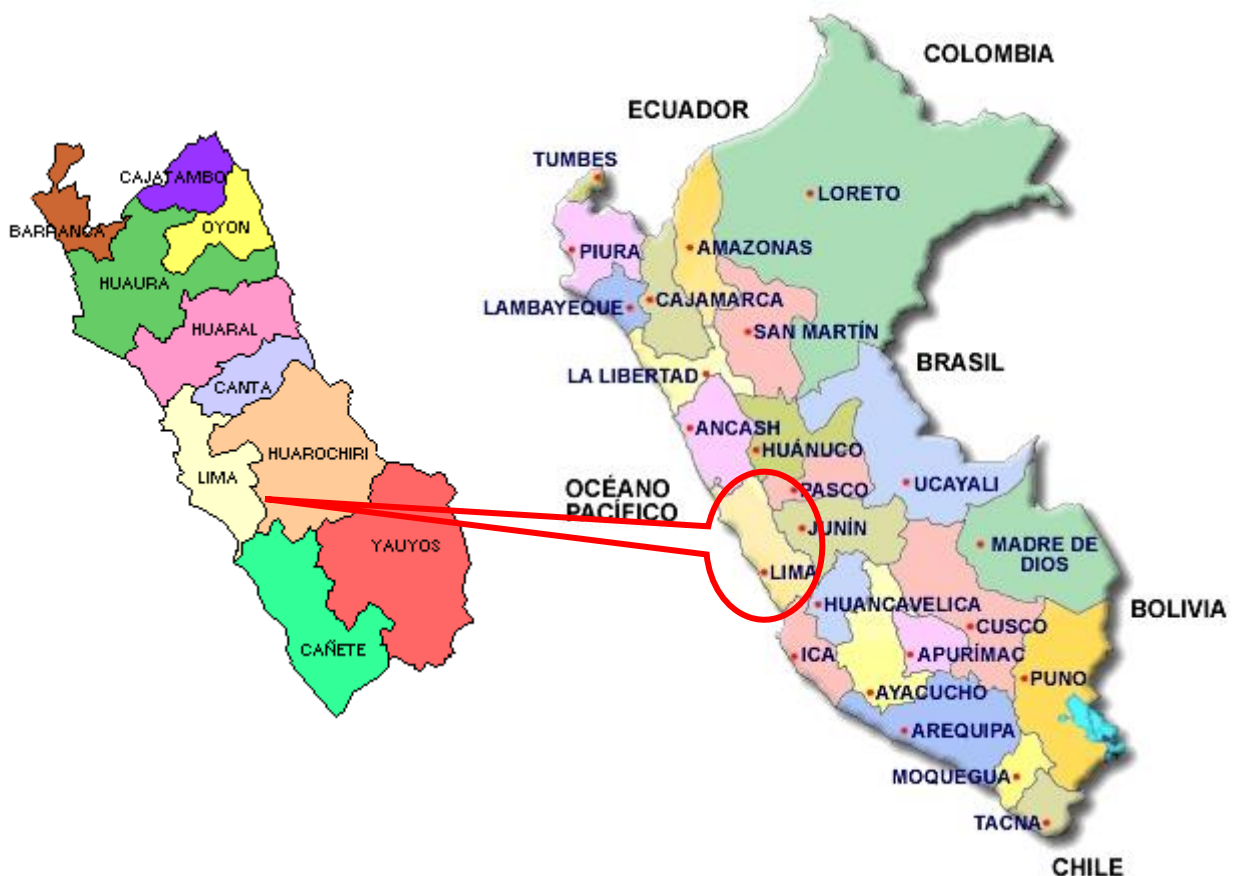 CAJATAMBO
BARRANCA
OYON
HUAURA
HUARAL
CANTA
LIMA
HUAROCHIRI
YAUYOS
CAÑETE
COLOMBIA
ECUADOR
TUMBES
LORETO
PIURA
AMAZONAS
LAMBAYEQUE
CAJAMARCA
SAN MARTÍN
BRASIL
LA LIBERTAD
ANCASH
HUÁNUCO
OCÉANO
PACÍFICO
PASCO
UCAYALI
JUNÍN
MADRE DE
DIOS
LIMA
HUANCAVELICA
BOLIVIA
CUSCO
ICA
APURÍMAC
PUNO
AYACUCHO
AREQUIPA
MOQUEGUA
TACNA
CHILE